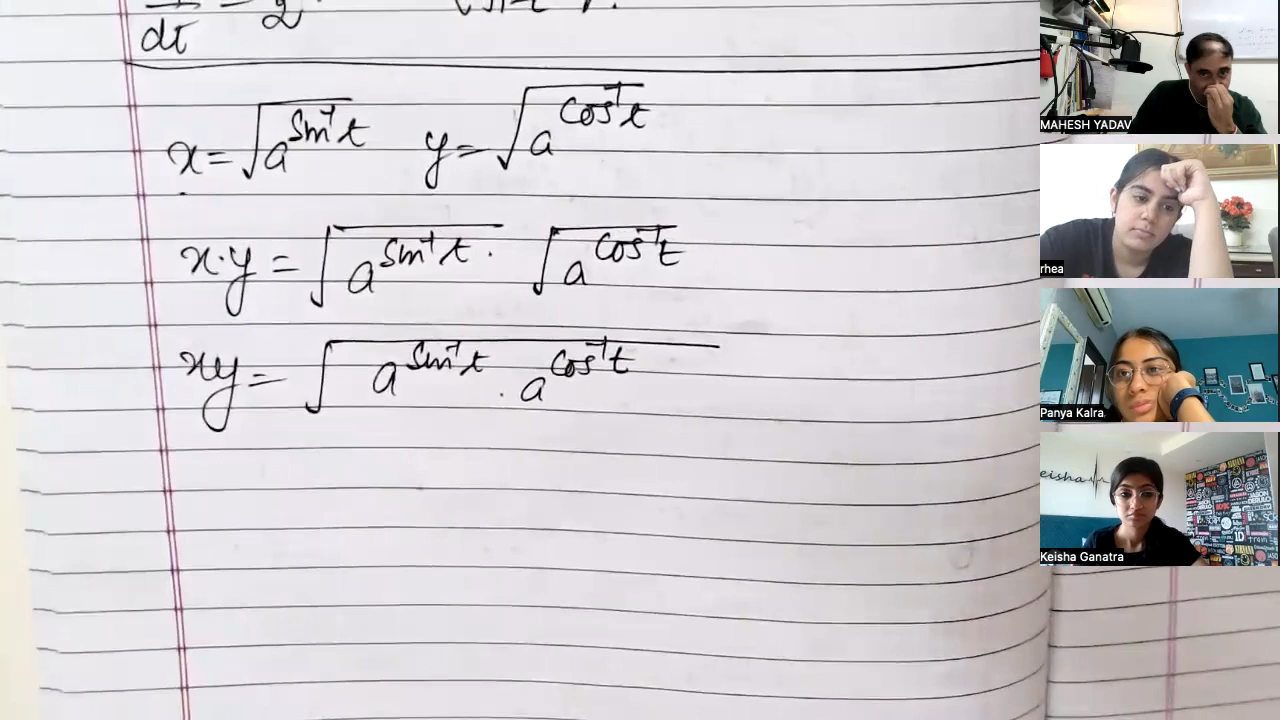 dt
x = √a^sin⁻¹t y = √a^cos⁻¹t
x·y = √a^sin⁻¹t · √a^cos⁻¹t
xy = √a^sin⁻¹t · a^cos⁻¹t
MAHESH YADAV
rhea
Panya Kalra
eisha
Keisha Ganatra